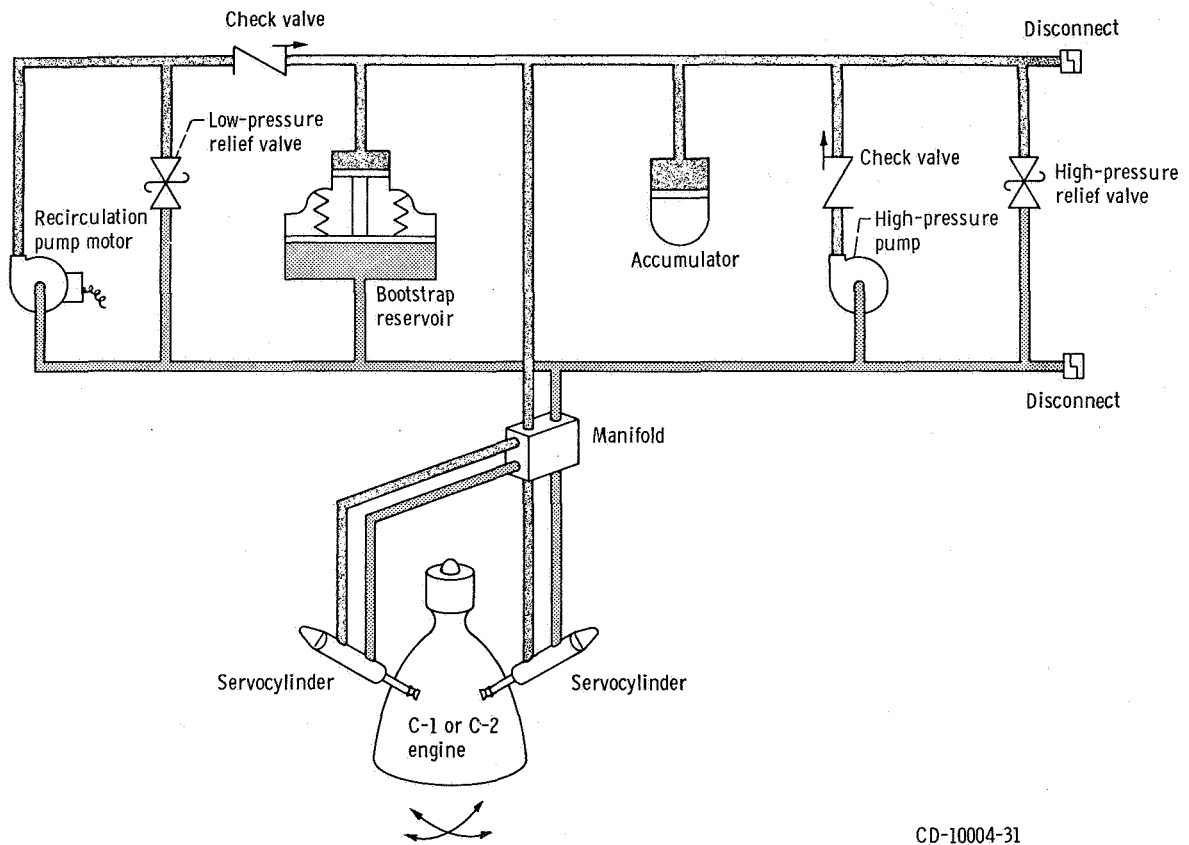 Check valve
Disconnect
Low-pressure
relief valve
Check valve
High-pressure
relief valve
Recirculation
pump motor
High-pressure
pump
Accumulator
Bootstrap
reservoir
Disconnect
Manifold
Servocylinder
Servocylinder
C-1 or C-2
engine
CD-10004-31